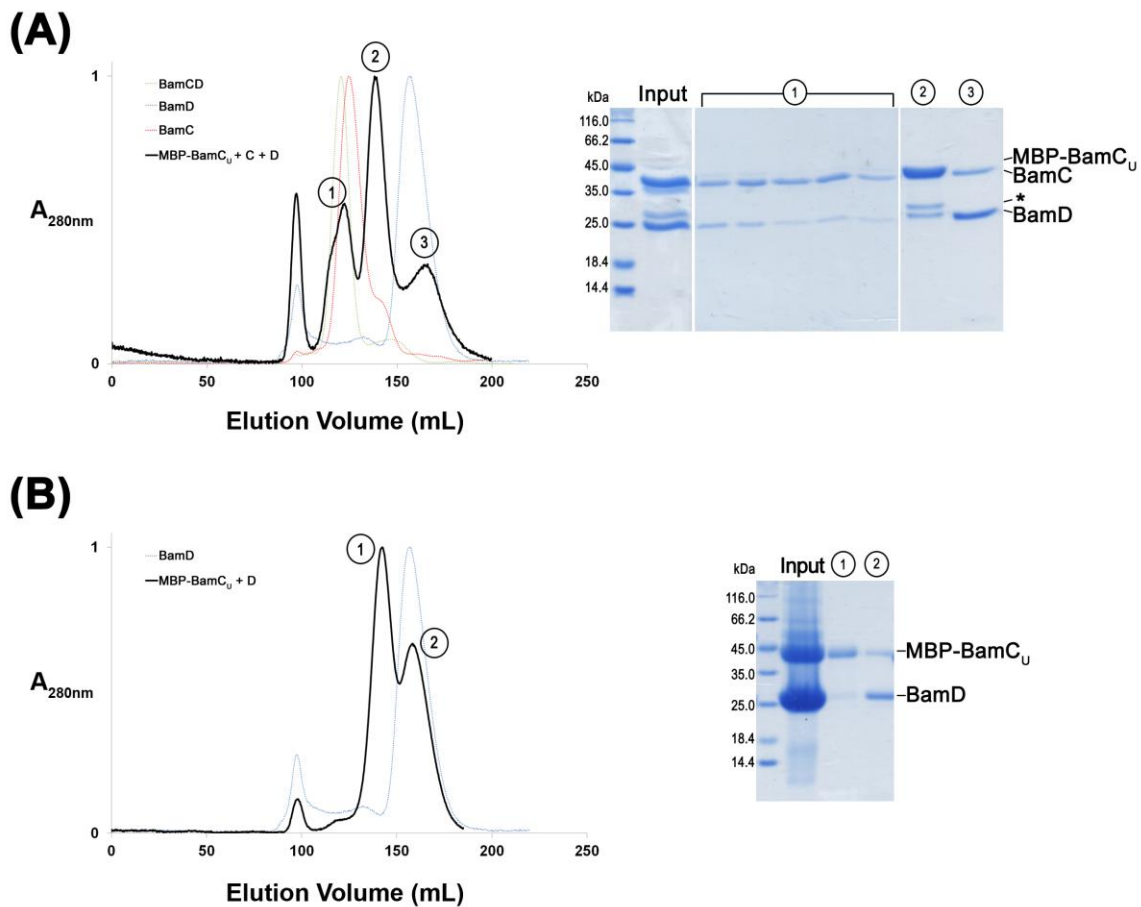 (A)
1
A280nm
0
0 50 100 150 200 250
Elution Volume (mL)
BamCD
BamD
BamC
MBP-BamCU + C + D
1
2
3
kDa Input 1 2 3
116.0
66.2
45.0
35.0
25.0
18.4
14.4
MBP-BamCU
BamC
*
BamD
(B)
1
A280nm
0
0 50 100 150 200 250
Elution Volume (mL)
BamD
MBP-BamCU + D
1
2
kDa Input 1 2
116.0
66.2
45.0
35.0
25.0
18.4
14.4
MBP-BamCU
BamD